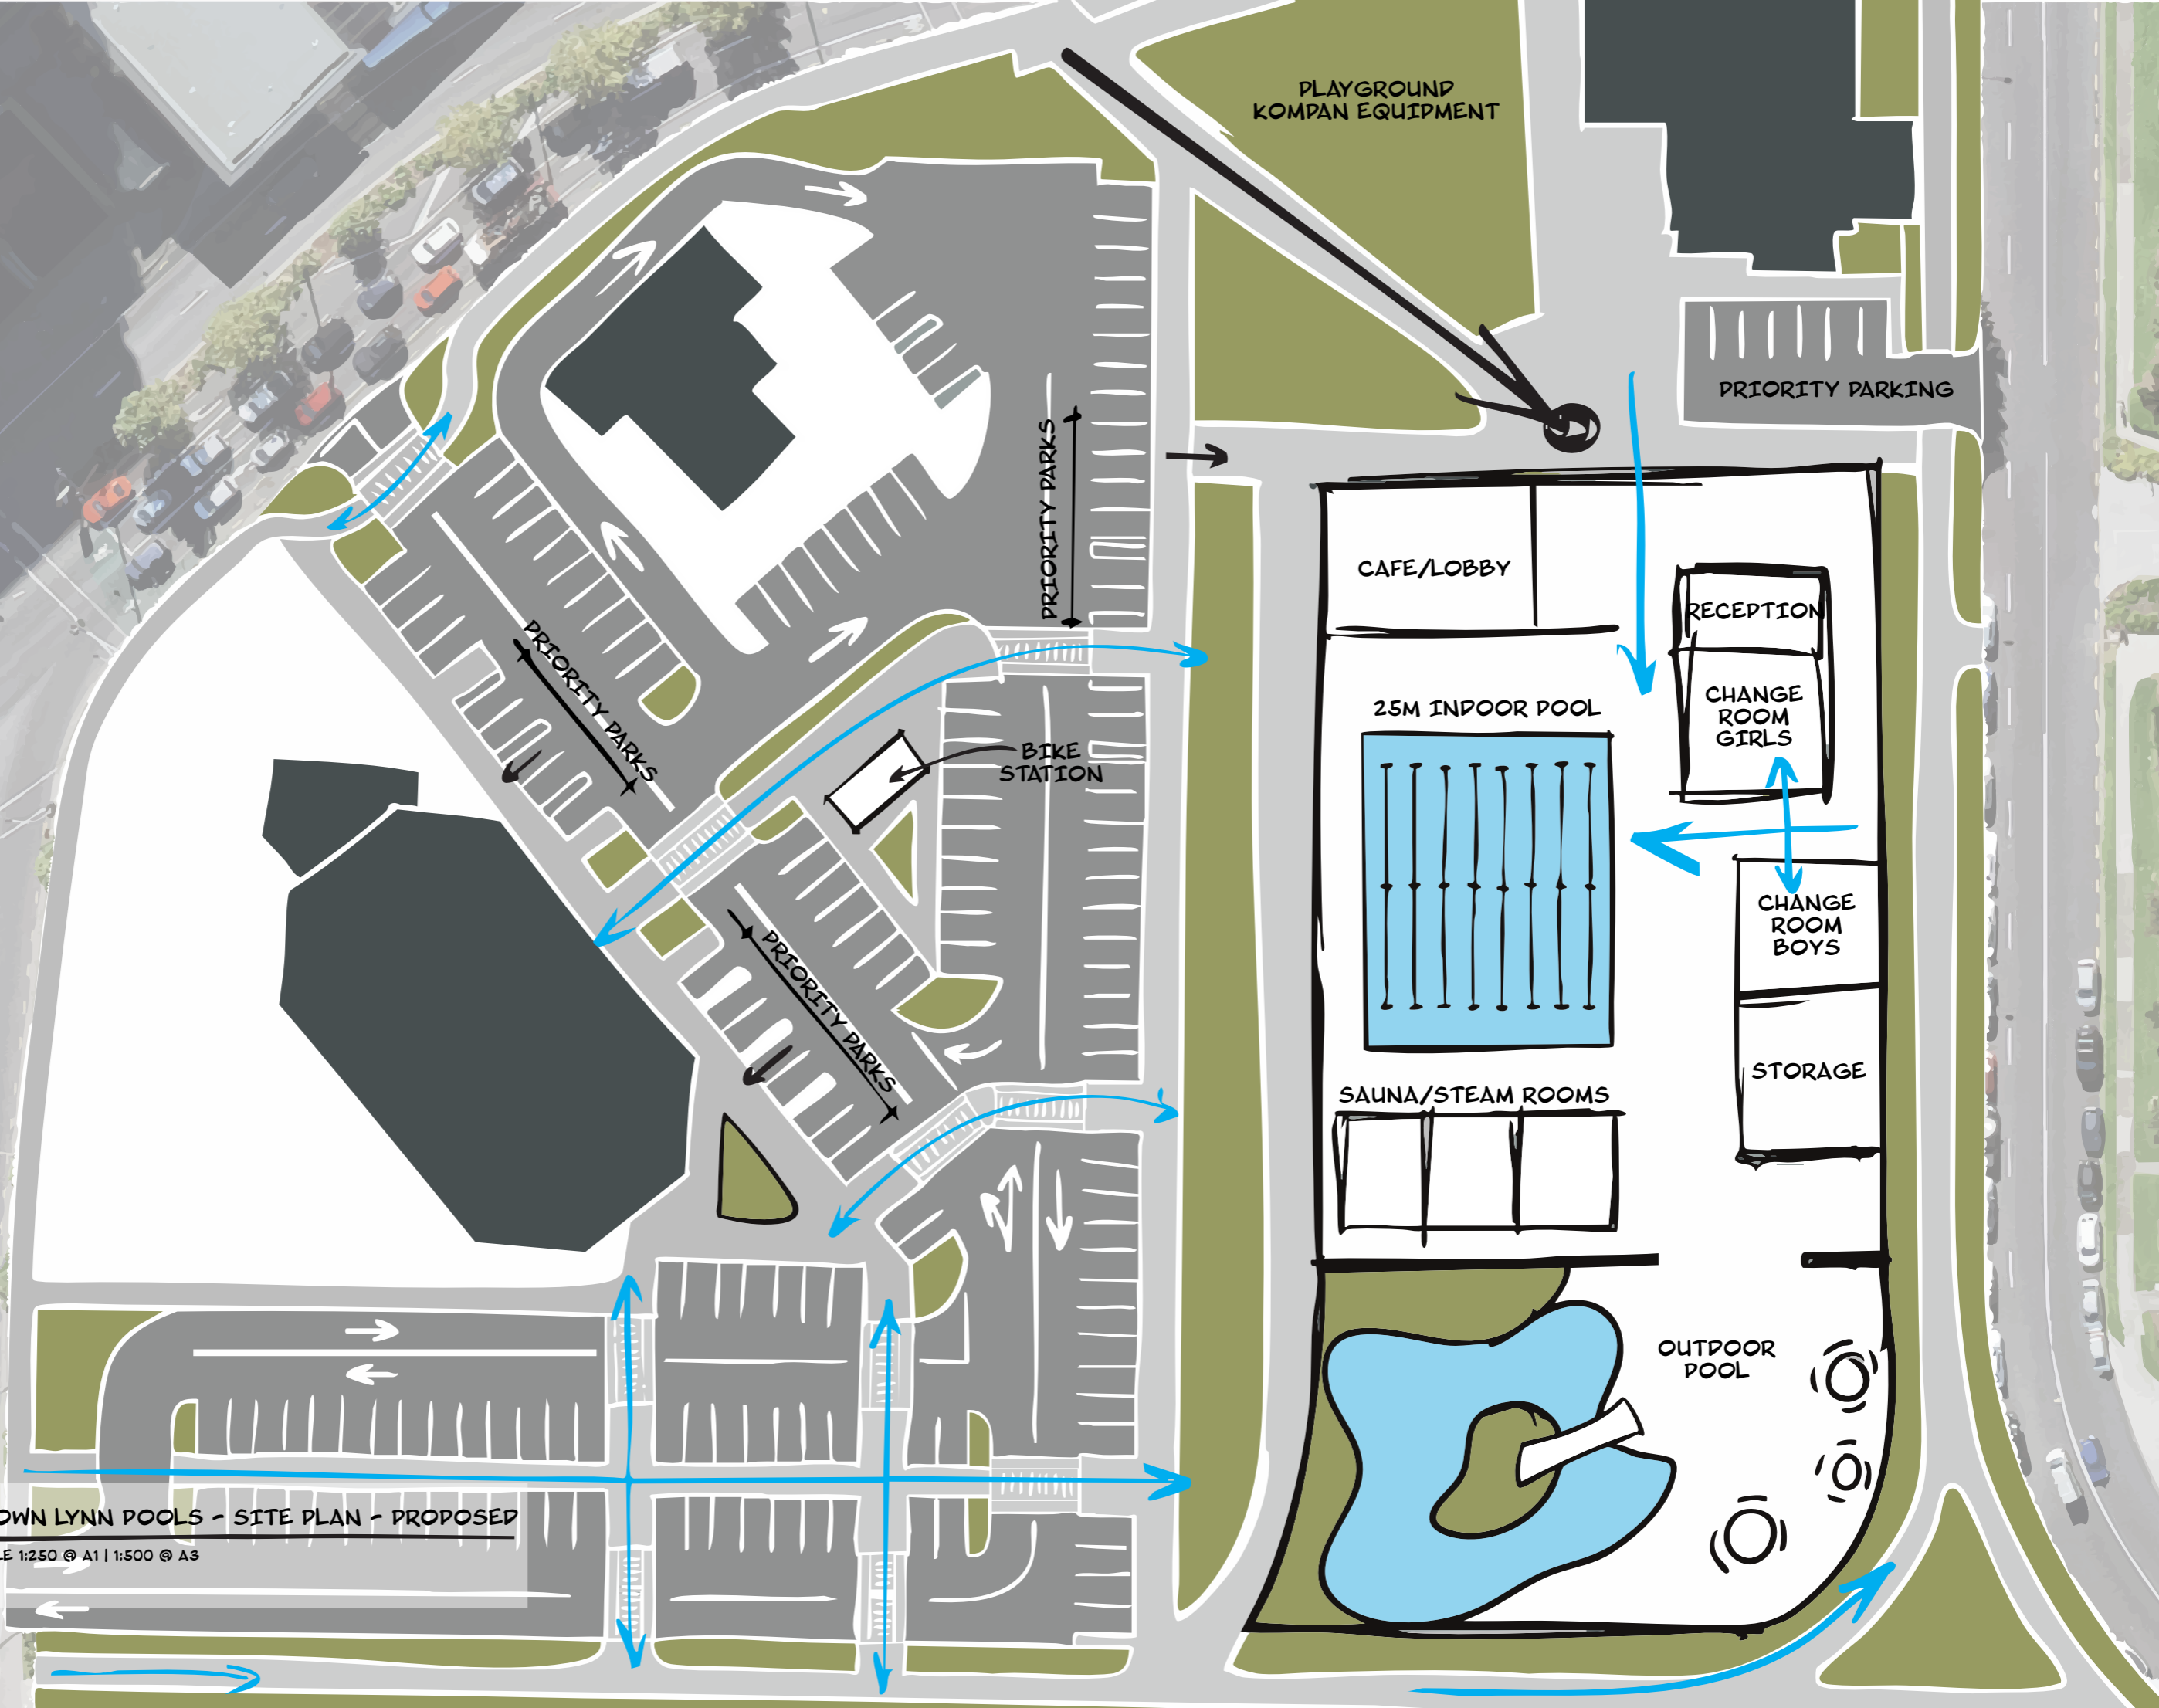 PLAYGROUND
KOMPAN EQUIPMENT
PRIORITY PARKING
PRIORITY PARKS
CAFE/LOBBY
RECEPTION
PRIORITY PARKS
25M INDOOR POOL
CHANGE
ROOM
GIRLS
BIKE
STATION
CHANGE
ROOM
BOYS
PRIORITY PARKS
STORAGE
SAUNA/STEAM ROOMS
OUTDOOR
POOL
OWN LYNN POOLS - SITE PLAN - PROPOSED
LE 1:250 @ A1 | 1:500 @ A3